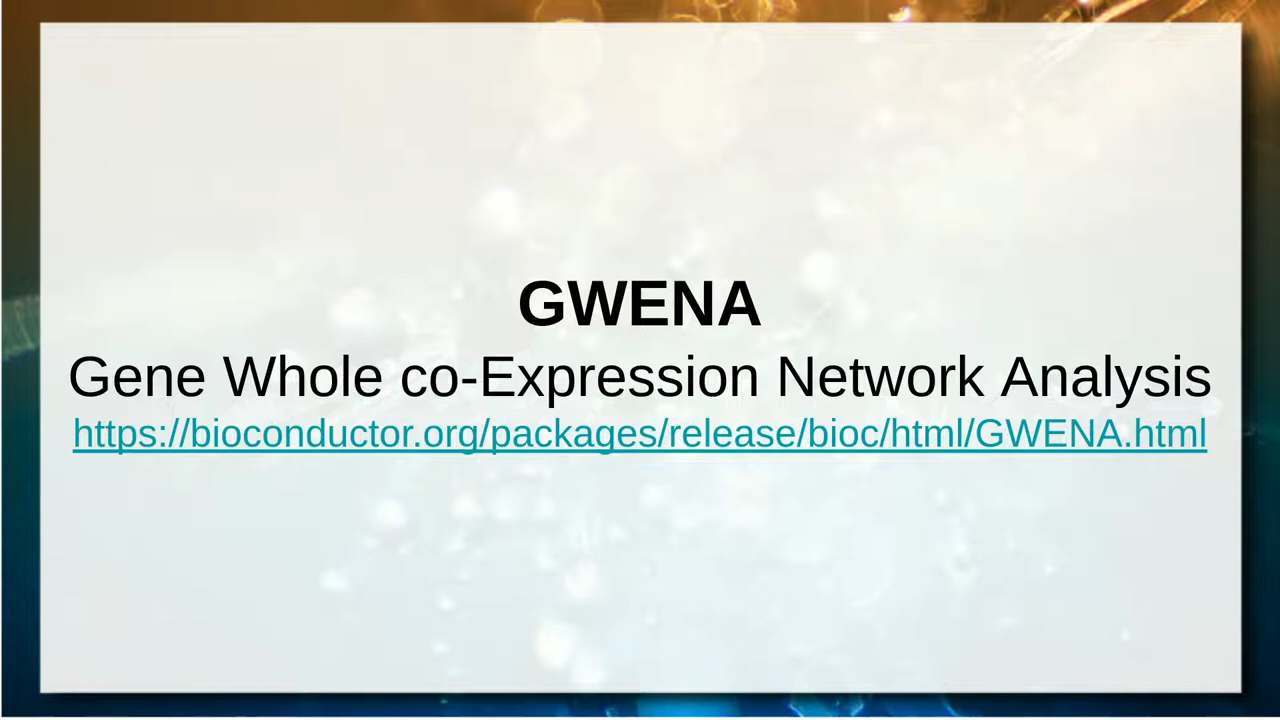 GWENA
Gene Whole co-Expression Network Analysis
https://bioconductor.org/packages/release/bioc/html/GWENA.html